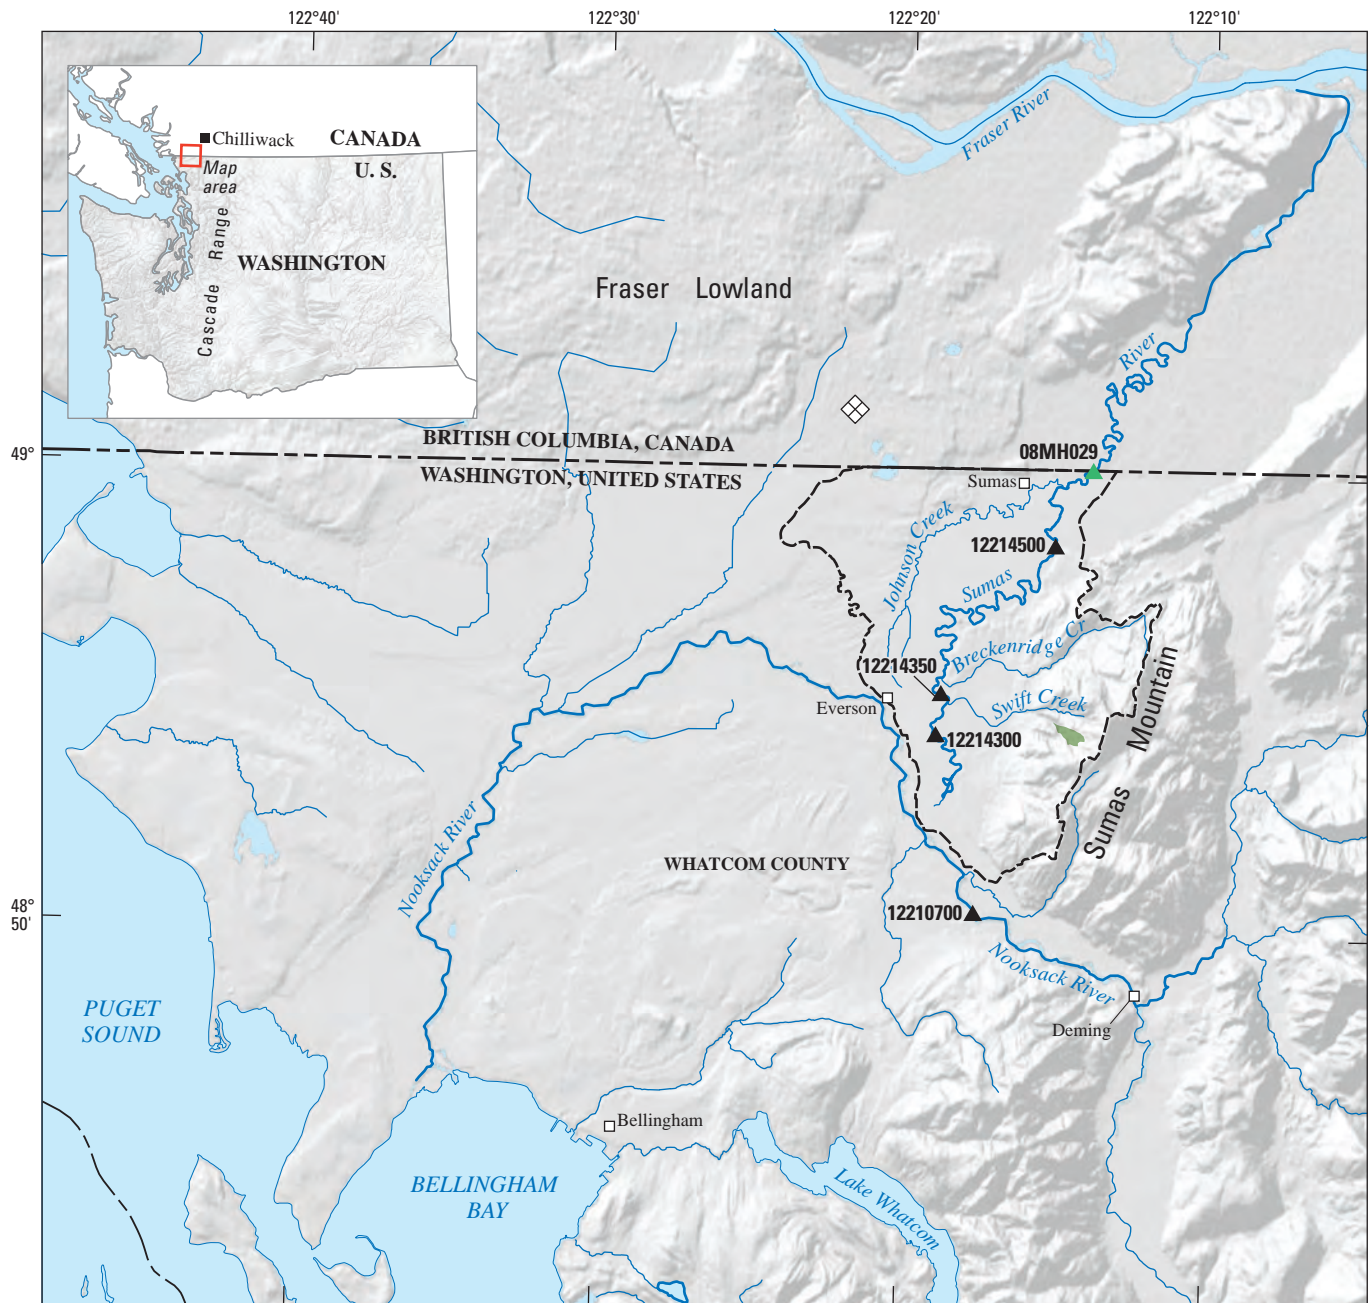 122°40'
122°30'
122°20'
122°10'
Chilliwack
CANADA
U. S.
Map
area
Cascade Range
WASHINGTON
Fraser River
Fraser Lowland
River
BRITISH COLUMBIA, CANADA
WASHINGTON, UNITED STATES
49°
08MH029
Sumas
Johnson Creek
12214500
Sumas
Breckenridge Cr
12214350
Everson
Swift Creek
12214300
Sumas Mountain
Nooksack River
WHATCOM COUNTY
48°
50'
12210700
Nooksack River
Deming
PUGET
SOUND
Bellingham
BELLINGHAM
BAY
Lake Whatcom